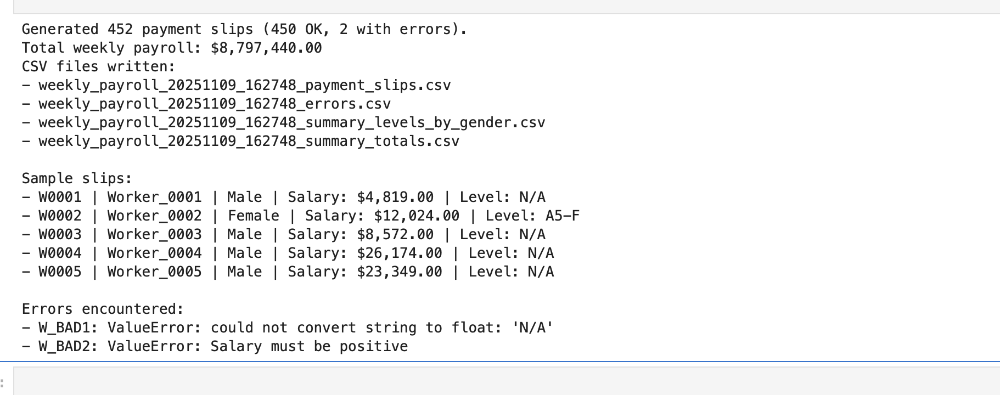 Generated 452 payment slips (450 OK, 2 with errors).
Total weekly payroll: $8,797,440.00
CSV files written:
– weekly_payroll_20251109_162748_payment_slips.csv
– weekly_payroll_20251109_162748_errors.csv
– weekly_payroll_20251109_162748_summary_levels_by_gender.csv
– weekly_payroll_20251109_162748_summary_totals.csv
Sample slips:
– W0001 | Worker_0001 | Male | Salary: $4,819.00 | Level: N/A
– W0002 | Worker_0002 | Female | Salary: $12,024.00 | Level: A5–F
– W0003 | Worker_0003 | Male | Salary: $8,572.00 | Level: N/A
– W0004 | Worker_0004 | Male | Salary: $26,174.00 | Level: N/A
– W0005 | Worker_0005 | Male | Salary: $23,349.00 | Level: N/A
Errors encountered:
– W_BAD1: ValueError: could not convert string to float: 'N/A'
– W_BAD2: ValueError: Salary must be positive
: